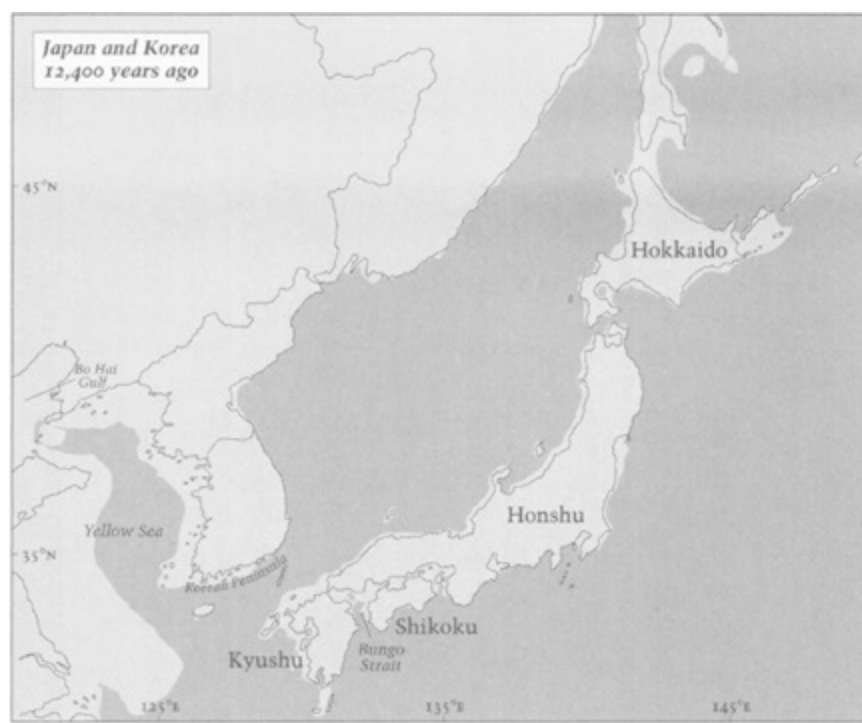 Japan and Korea
12,400 years ago
45°N
Hokkaido
Bo Hai
Gulf
Honshu
Yellow Sea
35°N
Korean Peninsula
Shikoku
Kyushu
Bungo
Strait
125°E
135°E
145°E